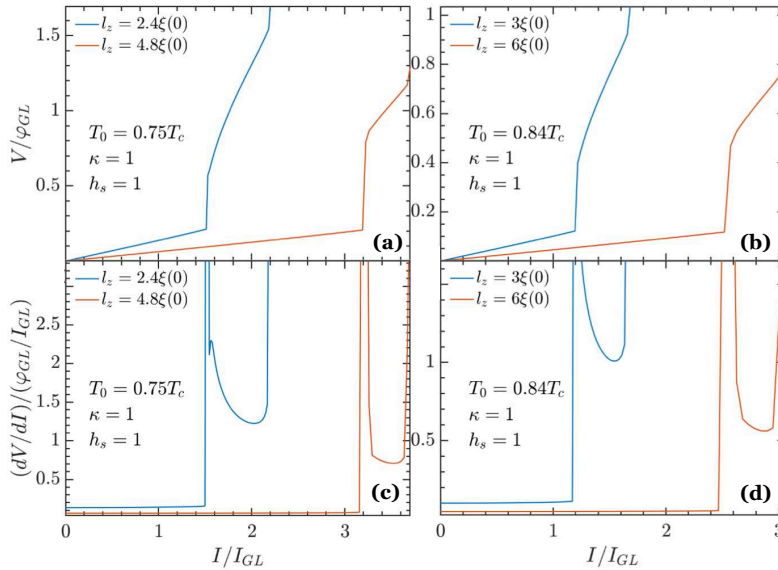 1.5
1
0.5
V/φ_GL
l_z = 2.4ξ(0)
l_z = 4.8ξ(0)
T_0 = 0.75T_c
κ = 1
h_s = 1
(a)
1
0.8
0.6
0.4
0.2
l_z = 3ξ(0)
l_z = 6ξ(0)
T_0 = 0.84T_c
κ = 1
h_s = 1
(b)
3
2.5
2
1.5
1
0.5
(dV/dI)/(φ_GL/I_GL)
l_z = 2.4ξ(0)
l_z = 4.8ξ(0)
T_0 = 0.75T_c
κ = 1
h_s = 1
(c)
0 1 2 3
I/I_GL
1
0.5
l_z = 3ξ(0)
l_z = 6ξ(0)
T_0 = 0.84T_c
κ = 1
h_s = 1
(d)
0 1 2 3
I/I_GL